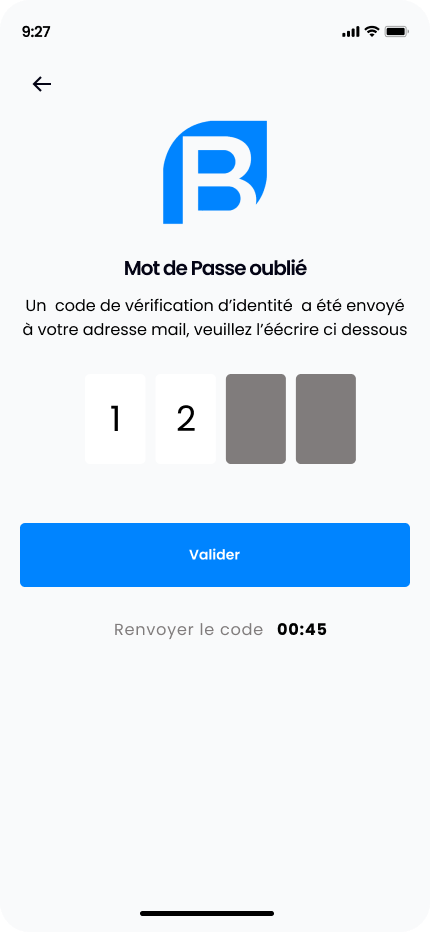 9:27
B
Mot de Passe oublié
Un  code de vérification d’identité  a été envoyé
à votre adresse mail, veuillez l’éécrire ci dessous
1 2
Valider
Renvoyer le code 00:45